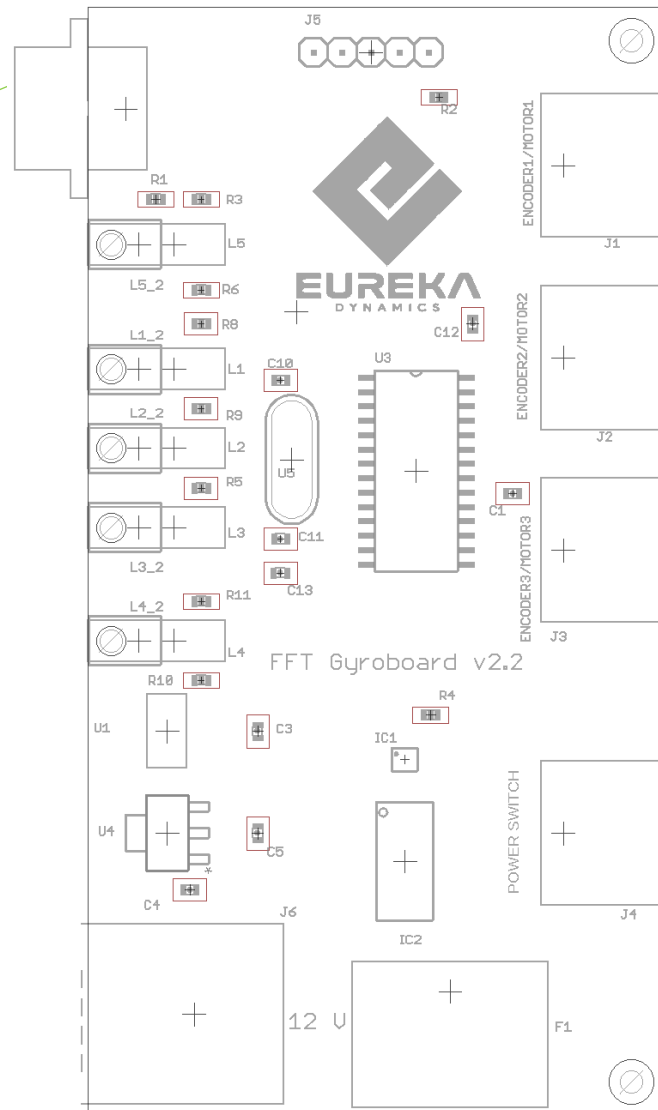 J5
R2
ENCODER1/MOTOR1
R1
R3
J1
L5
L5_2
R6
EUREKA
DYNAMICS
ENCODER2/MOTOR2
R8
C12
L1_2
U3
C10
L1
L2_2
R9
J2
L2
U5
R5
C1
ENCODER3/MOTOR3
L3
C11
L3_2
C13
R11
L4_2
J3
L4
FFT Gyroboard v2.2
R10
R4
U1
C3
IC1
POWER SWITCH
U4
C5
*
C4
J6
J4
IC2
12 V
F1